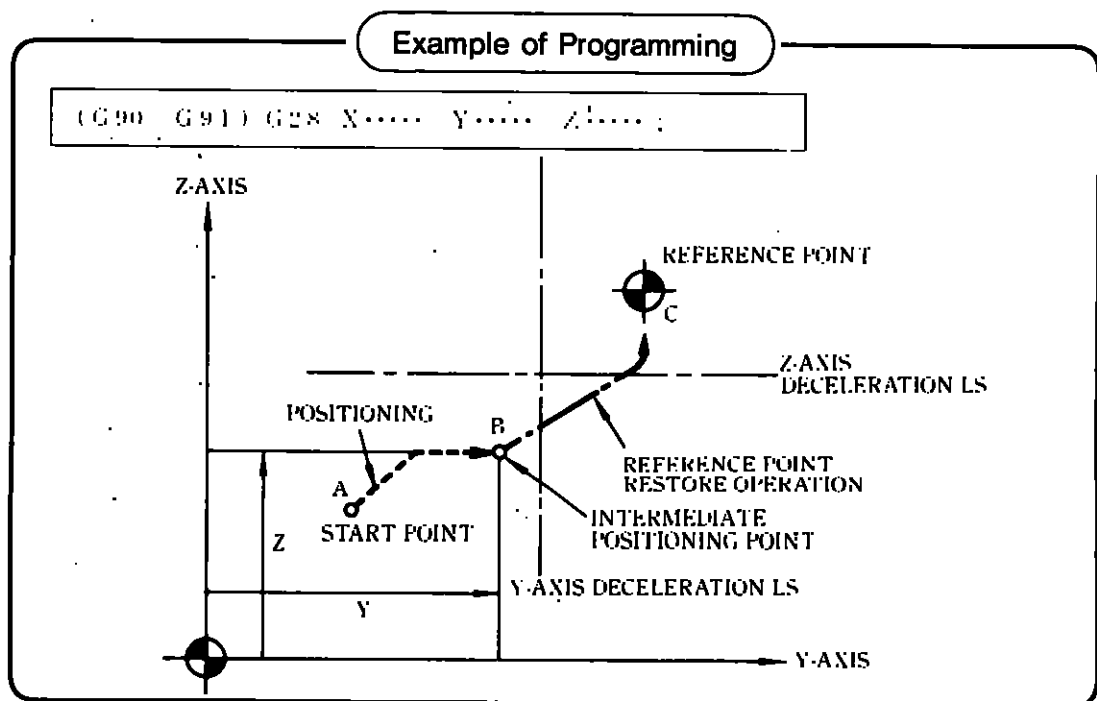 Example of Programming
(G90 G91) G28 X····· Y····· Z·····;
Z-AXIS
REFERENCE POINT
C
Z-AXIS
DECELERATION LS
POSITIONING
B
A
REFERENCE POINT
RESTORE OPERATION
START POINT
INTERMEDIATE
POSITIONING POINT
Z
Y-AXIS DECELERATION LS
Y
Y-AXIS